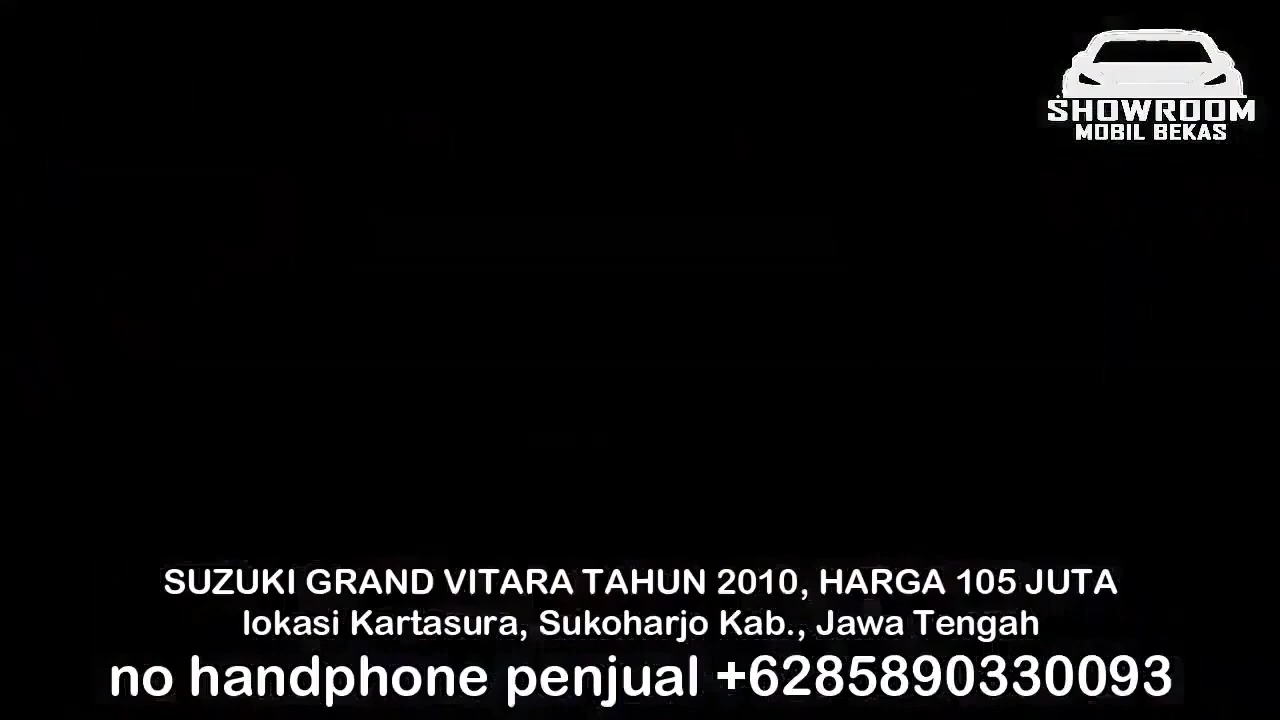 SHOWROOM
MOBIL BEKAS
SUZUKI GRAND VITARA TAHUN 2010, HARGA 105 JUTA
lokasi Kartasura, Sukoharjo Kab., Jawa Tengah
no handphone penjual +6285890330093